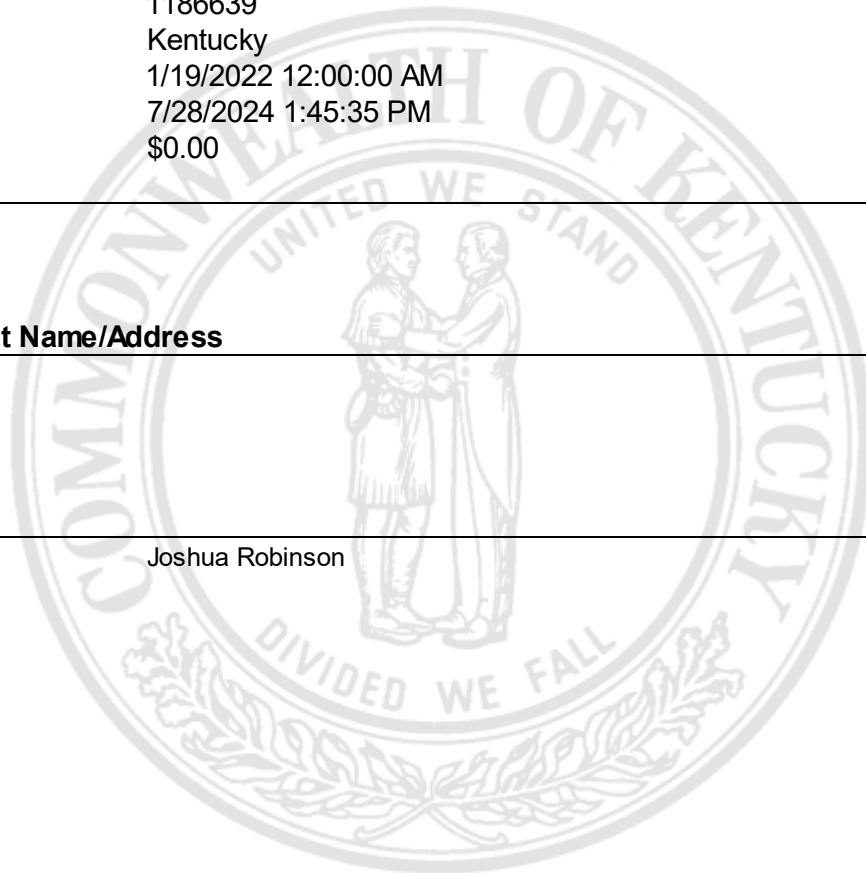 1186639
Kentucky
1/19/2022 12:00:00 AM
7/28/2024 1:45:35 PM
$0.00
COMMONWEALTH OF KENTUCKY
UNITED WE STAND
t Name/Address
Joshua Robinson
DIVIDED WE FALL